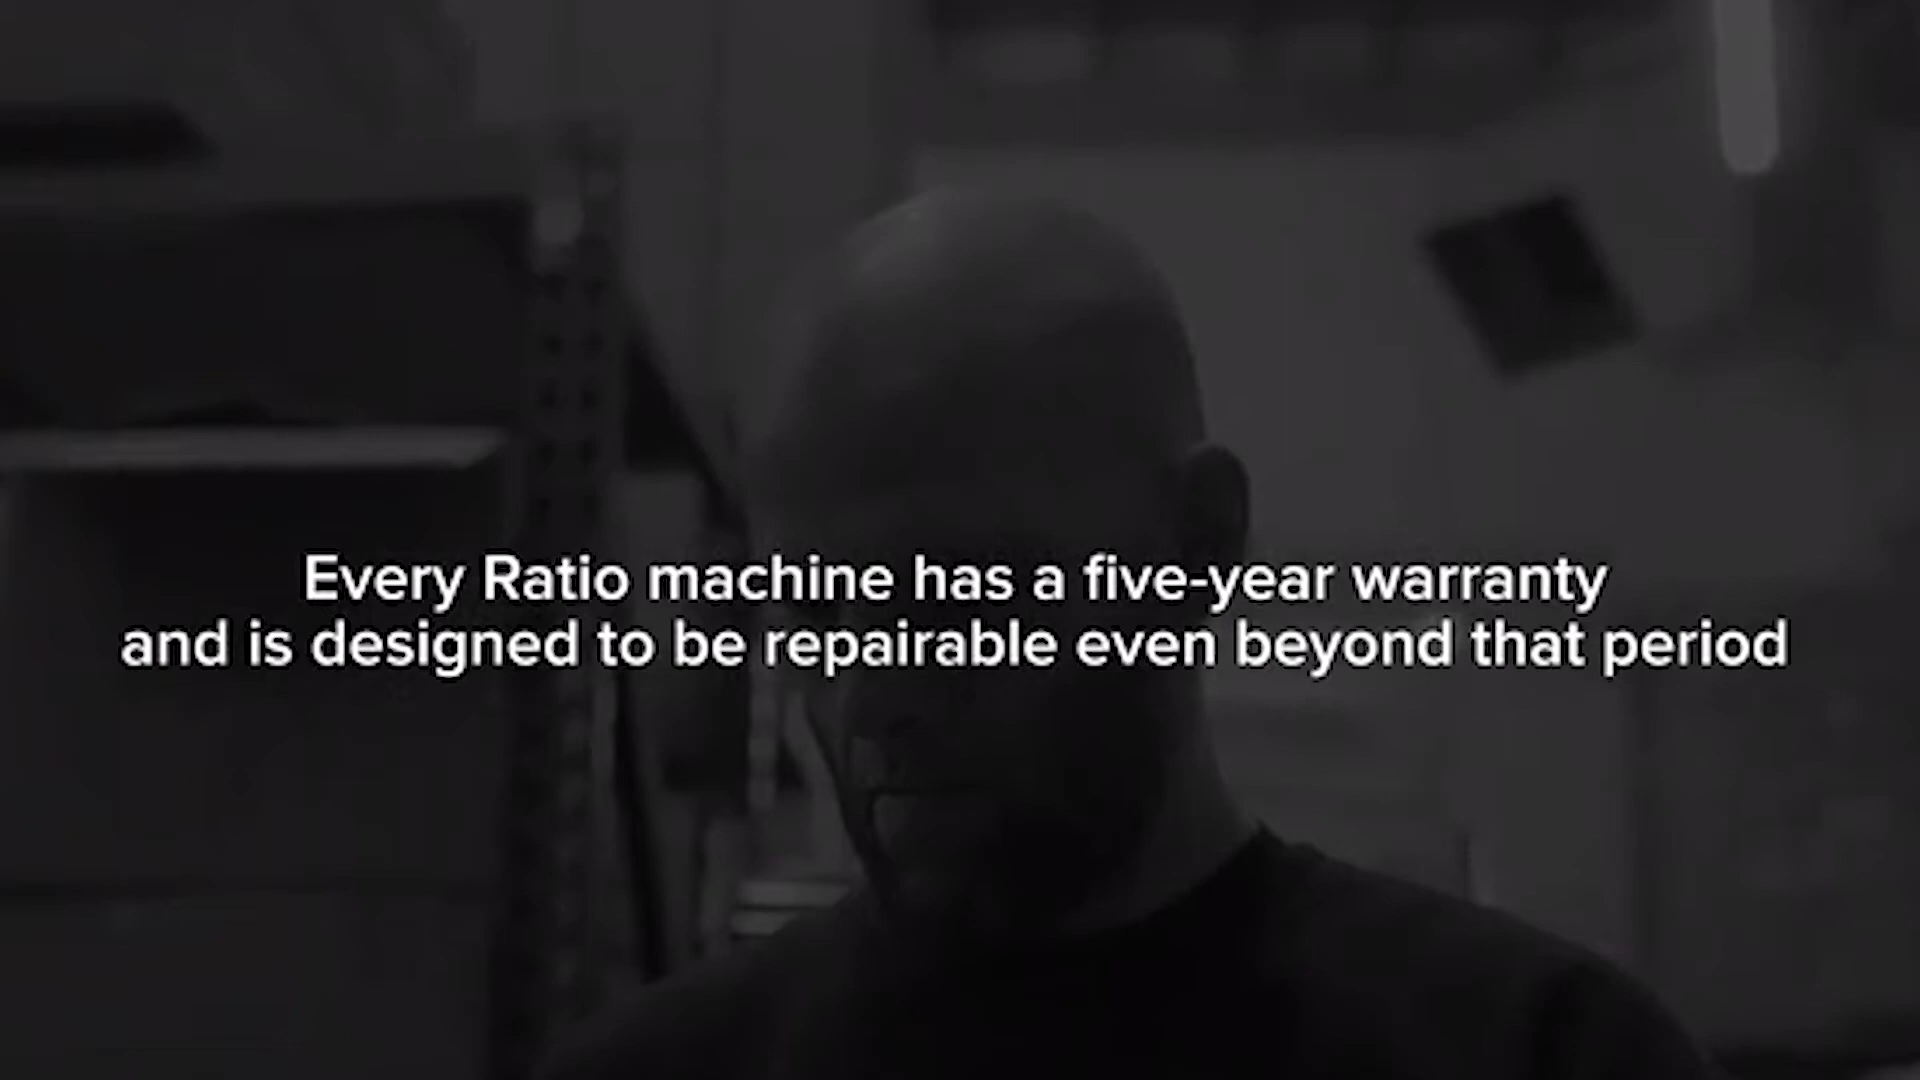 Every Ratio machine has a five-year warranty
and is designed to be repairable even beyond that period